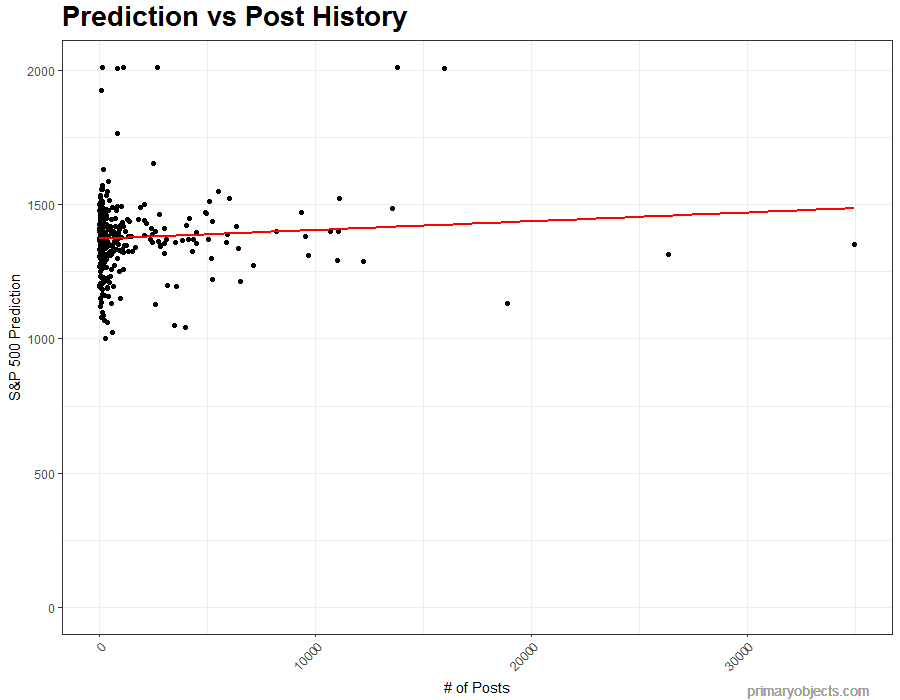 Prediction vs Post History
2000
1500
1000
500
0
S&P 500 Prediction
0
10000
20000
30000
# of Posts
primaryobjects.com